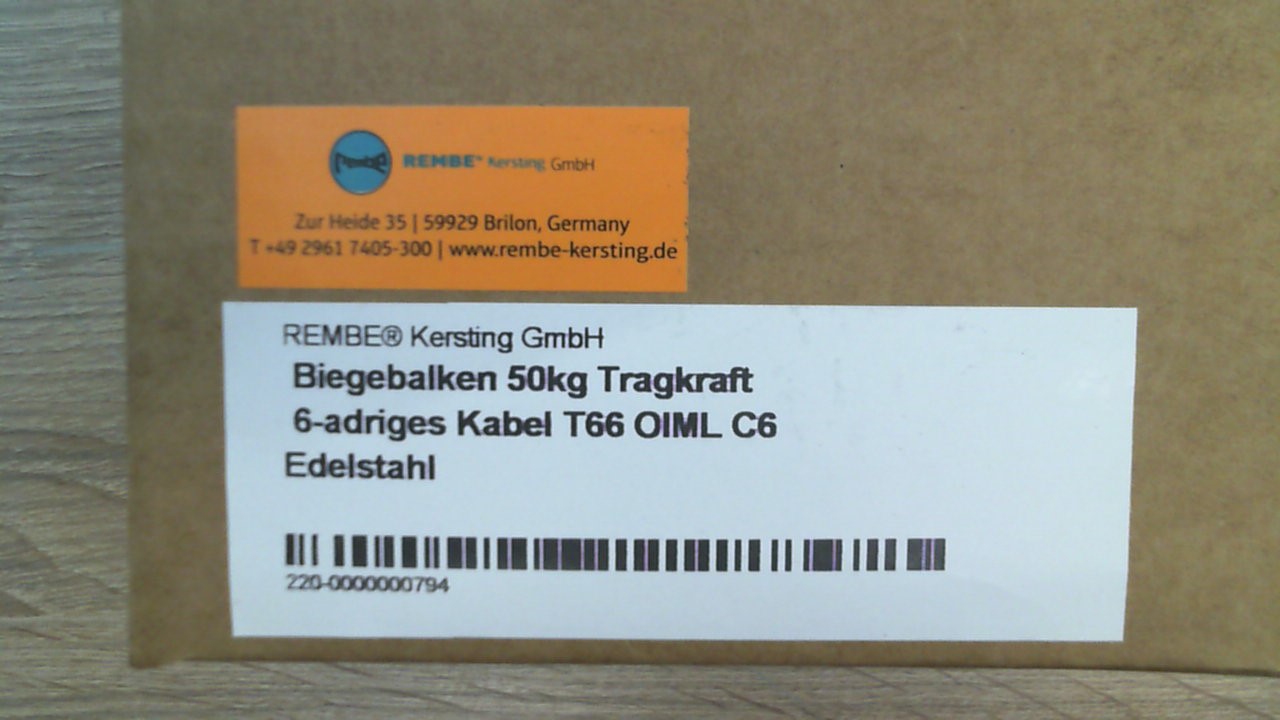 rembe REMBE® Kersting GmbH
Zur Heide 35 | 59929 Brilon, Germany
T +49 2961 7405-300 | www.rembe-kersting.de
REMBE® Kersting GmbH
Biegebalken 50kg Tragkraft
6-adriges Kabel T66 OIML C6
Edelstahl
220-0000000794